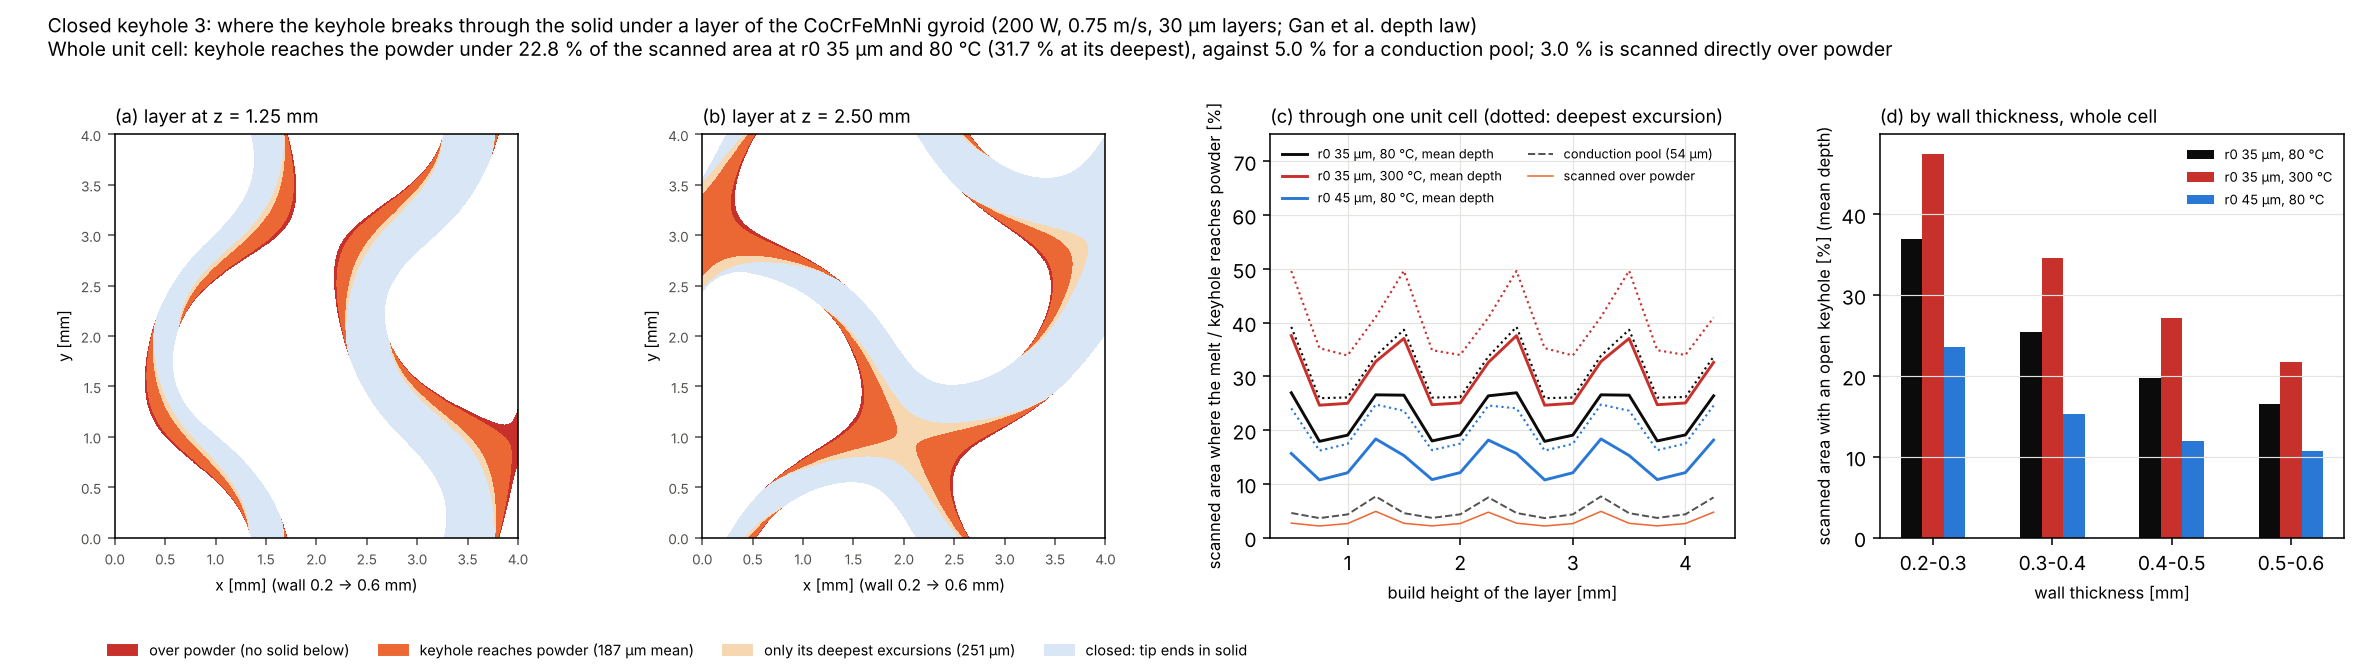 Closed keyhole 3: where the keyhole breaks through the solid under a layer of the CoCrFeMnNi gyroid (200 W, 0.75 m/s, 30 µm layers; Gan et al. depth law)
Whole unit cell: keyhole reaches the powder under 22.8 % of the scanned area at r0 35 µm and 80 °C (31.7 % at its deepest), against 5.0 % for a conduction pool; 3.0 % is scanned directly over powder
(a) layer at z = 1.25 mm
4.0
3.5
3.0
2.5
2.0
1.5
1.0
0.5
0.0
y [mm]
0.0 0.5 1.0 1.5 2.0 2.5 3.0 3.5 4.0
x [mm] (wall 0.2 → 0.6 mm)
(b) layer at z = 2.50 mm
4.0
3.5
3.0
2.5
2.0
1.5
1.0
0.5
0.0
y [mm]
0.0 0.5 1.0 1.5 2.0 2.5 3.0 3.5 4.0
x [mm] (wall 0.2 → 0.6 mm)
(c) through one unit cell (dotted: deepest excursion)
r0 35 µm, 80 °C, mean depth
r0 35 µm, 300 °C, mean depth
r0 45 µm, 80 °C, mean depth
conduction pool (54 µm)
scanned over powder
70
60
50
40
30
20
10
0
scanned area where the melt / keyhole reaches powder [%]
1 2 3 4
build height of the layer [mm]
(d) by wall thickness, whole cell
r0 35 µm, 80 °C
r0 35 µm, 300 °C
r0 45 µm, 80 °C
40
30
20
10
0
scanned area with an open keyhole [%] (mean depth)
0.2-0.3 0.3-0.4 0.4-0.5 0.5-0.6
wall thickness [mm]
over powder (no solid below)
keyhole reaches powder (187 µm mean)
only its deepest excursions (251 µm)
closed: tip ends in solid